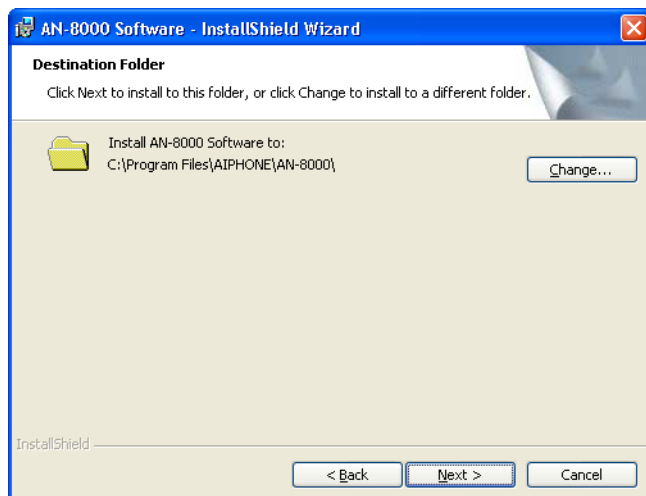 AN-8000 Software - InstallShield Wizard
Destination Folder
Click Next to install to this folder, or click Change to install to a different folder.
Install AN-8000 Software to:
C:\Program Files\AIPHONE\AN-8000\
Change...
InstallShield
< Back
Next >
Cancel